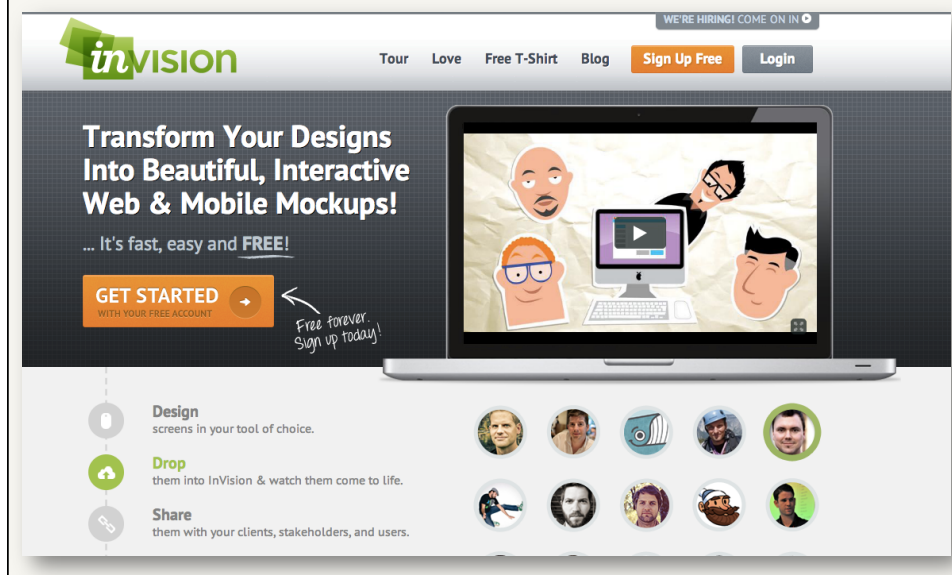 WE'RE HIRING! COME ON IN
inVISION
Tour Love Free T-Shirt Blog Sign Up Free Login
Transform Your Designs
Into Beautiful, Interactive
Web & Mobile Mockups!
... It's fast, easy and FREE!
GET STARTED
WITH YOUR FREE ACCOUNT
Free forever.
Sign up today!
Design
screens in your tool of choice.
Drop
them into InVision & watch them come to life.
Share
them with your clients, stakeholders, and users.